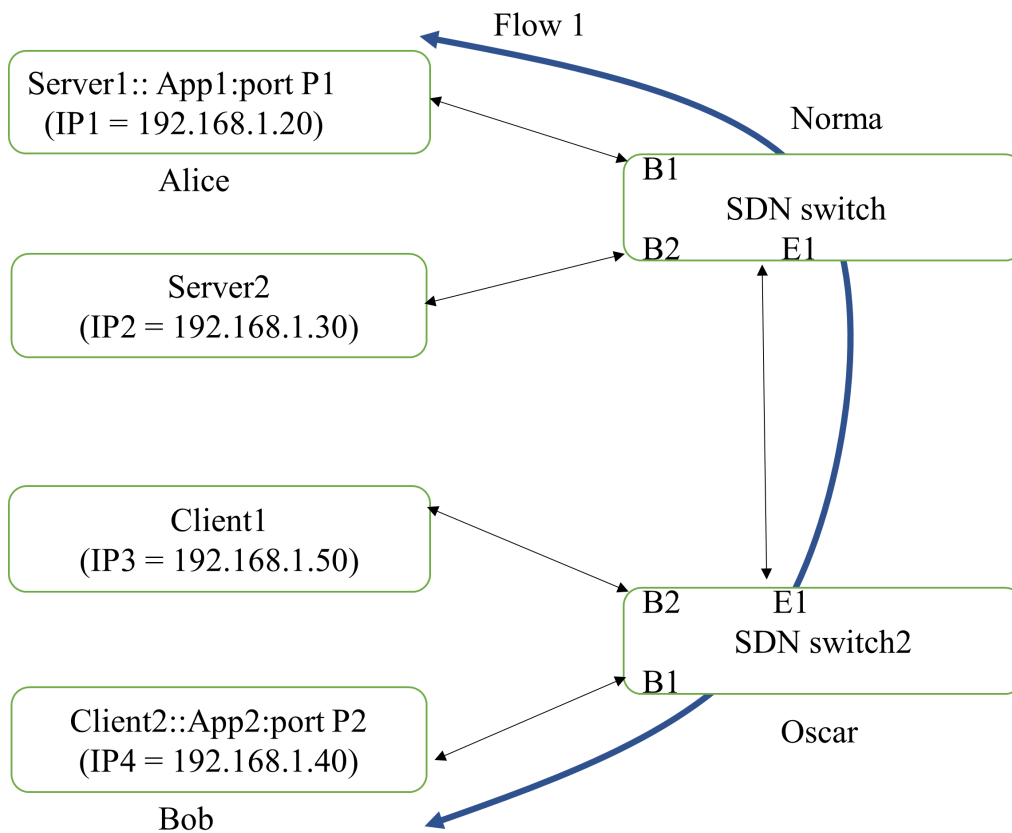 Flow 1
Server1:: App1:port P1
(IP1 = 192.168.1.20)
Alice
Norma
B1
SDN switch
B2
E1
Server2
(IP2 = 192.168.1.30)
Client1
(IP3 = 192.168.1.50)
B2
E1
SDN switch2
B1
Client2::App2:port P2
(IP4 = 192.168.1.40)
Bob
Oscar